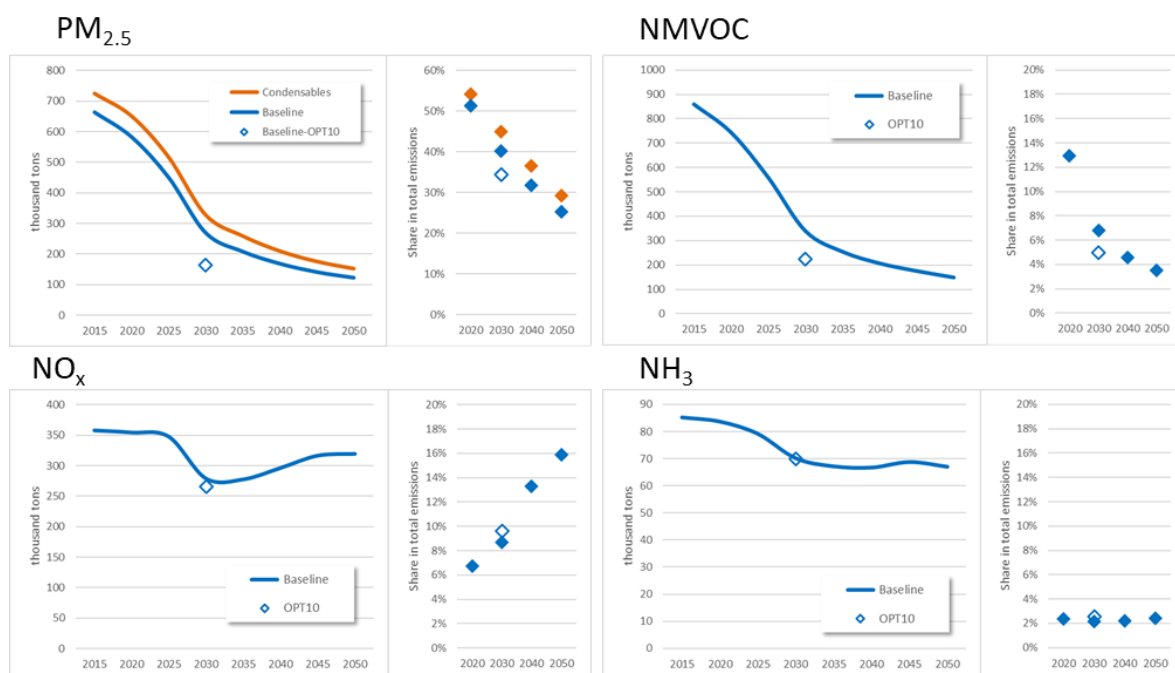 PM2.5
NMVOC
thousand tons
800
700
600
500
400
300
200
100
0
Condensables
Baseline
Baseline-OPT10
2015 2020 2025 2030 2035 2040 2045 2050
Share in total emissions
60%
50%
40%
30%
20%
10%
0%
2020 2030 2040 2050
thousand tons
1000
900
800
700
600
500
400
300
200
100
0
Baseline
OPT10
2015 2020 2025 2030 2035 2040 2045 2050
Share in total emissions
20%
18%
16%
14%
12%
10%
8%
6%
4%
2%
0%
2020 2030 2040 2050
NOx
NH3
thousand tons
400
350
300
250
200
150
100
50
0
Baseline
OPT10
2015 2020 2025 2030 2035 2040 2045 2050
Share in total emissions
20%
18%
16%
14%
12%
10%
8%
6%
4%
2%
0%
2020 2030 2040 2050
thousand tons
90
80
70
60
50
40
30
20
10
0
Baseline
OPT10
2015 2020 2025 2030 2035 2040 2045 2050
Share in total emissions
20%
18%
16%
14%
12%
10%
8%
6%
4%
2%
0%
2020 2030 2040 2050